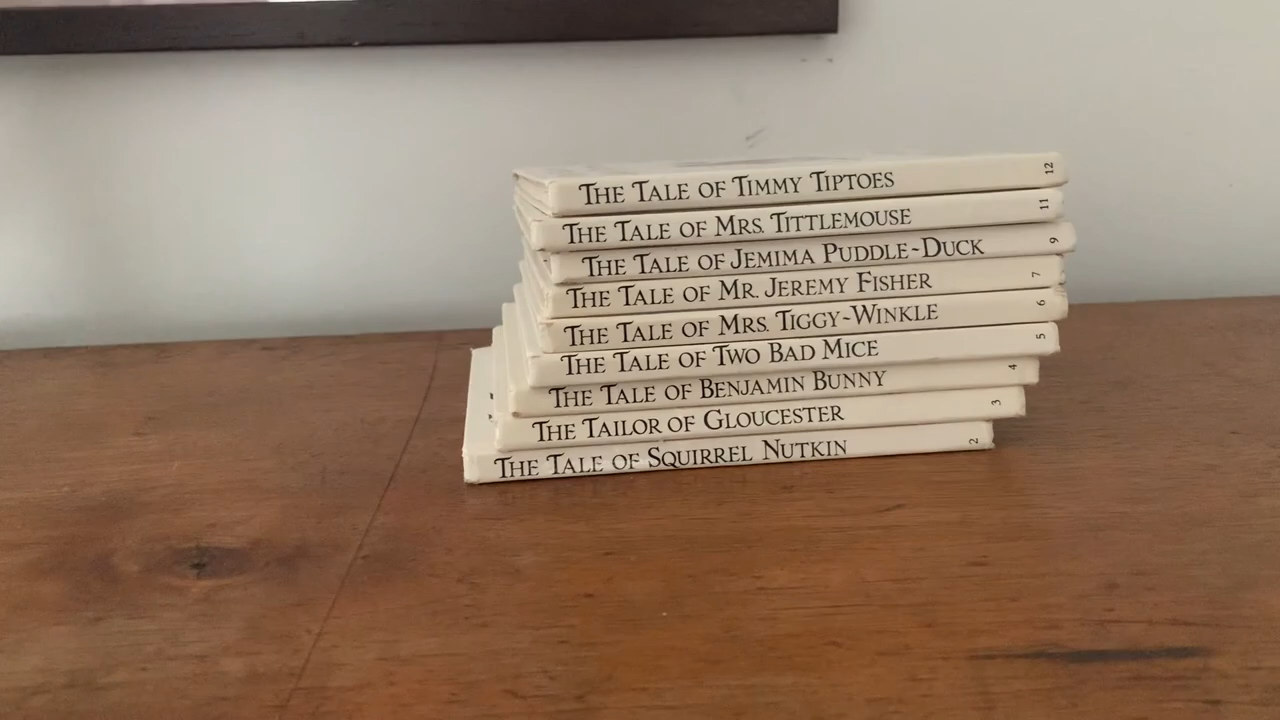 THE TALE OF TIMMY TIPTOES 12
THE TALE OF MRS. TITTLEMOUSE 11
THE TALE OF JEMIMA PUDDLE~DUCK 9
THE TALE OF MR. JEREMY FISHER 7
THE TALE OF MRS. TIGGY~WINKLE 6
THE TALE OF TWO BAD MICE 5
THE TALE OF BENJAMIN BUNNY 4
THE TAILOR OF GLOUCESTER 3
THE TALE OF SQUIRREL NUTKIN 2